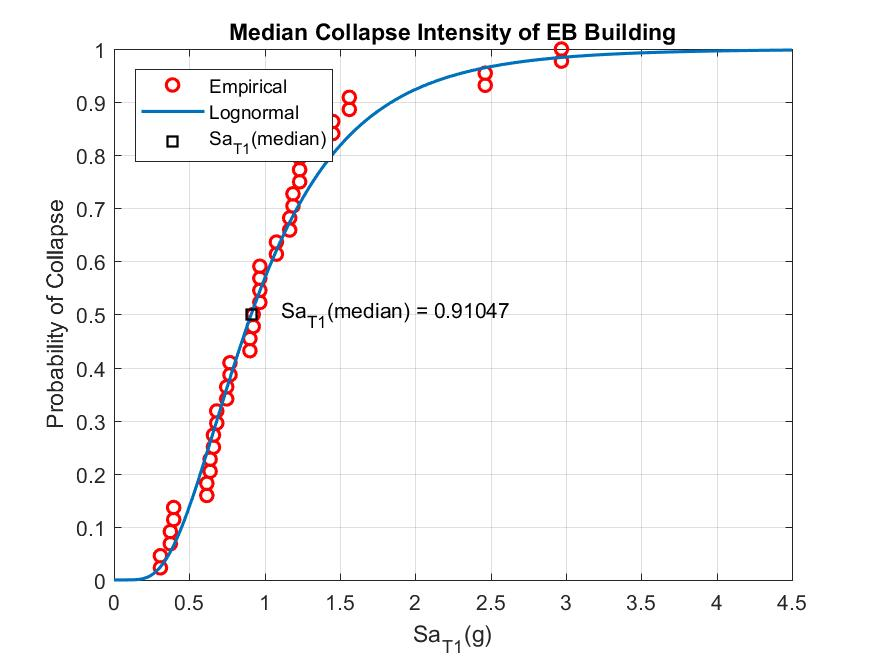 Median Collapse Intensity of EB Building
Empirical
Lognormal
SaT1(median)
SaT1(median) = 0.91047
Probability of Collapse
1
0.9
0.8
0.7
0.6
0.5
0.4
0.3
0.2
0.1
0
0 0.5 1 1.5 2 2.5 3 3.5 4 4.5
SaT1(g)